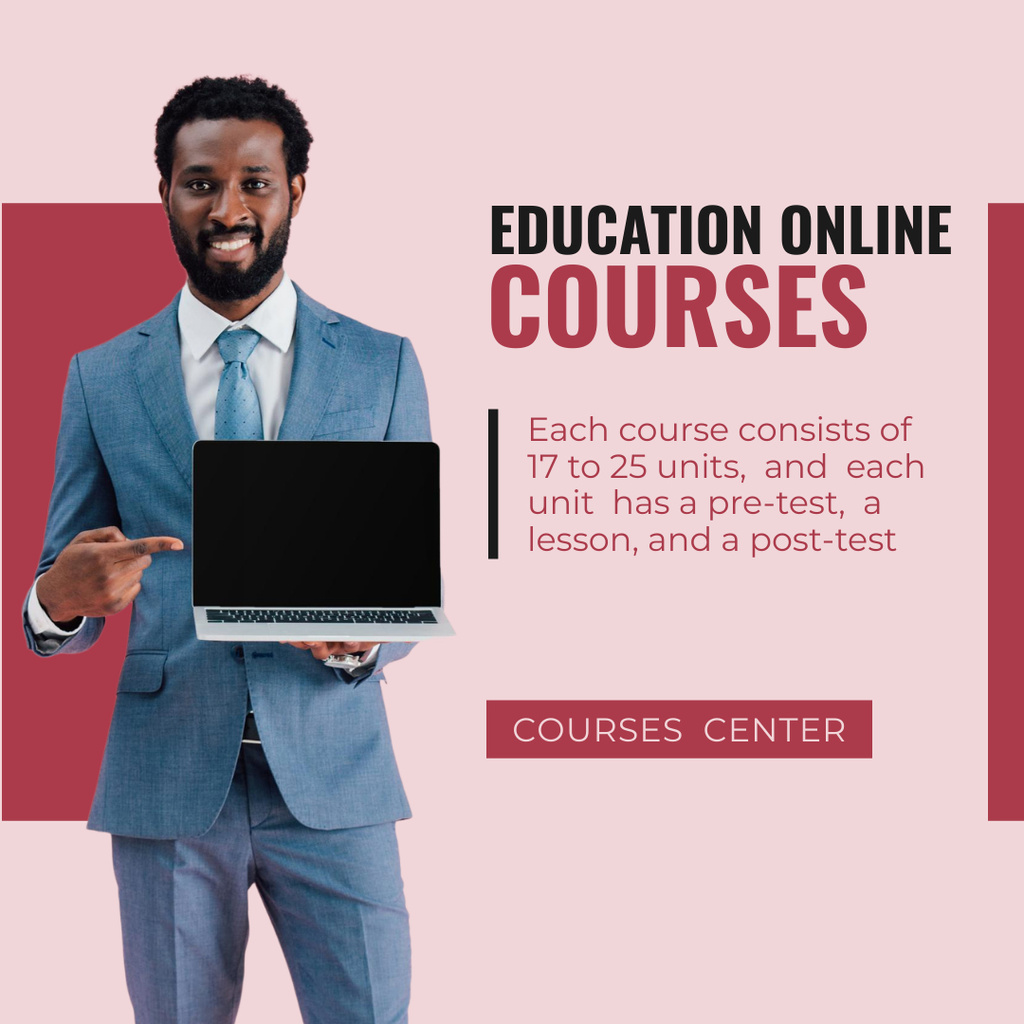 EDUCATION ONLINE
COURSES
Each course consists of
17 to 25 units, and each
unit has a pre-test, a
lesson, and a post-test
COURSES CENTER